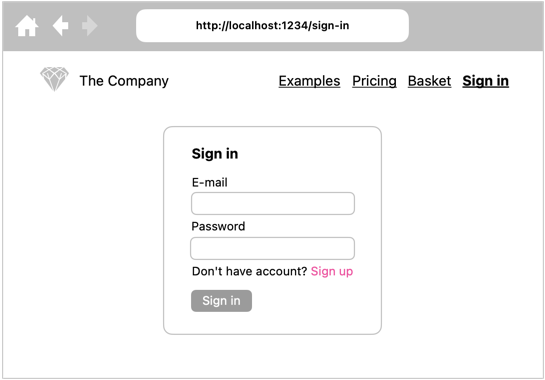 http://localhost:1234/sign-in
The Company Examples Pricing Basket Sign in
Sign in
E-mail
Password
Don't have account? Sign up
Sign in